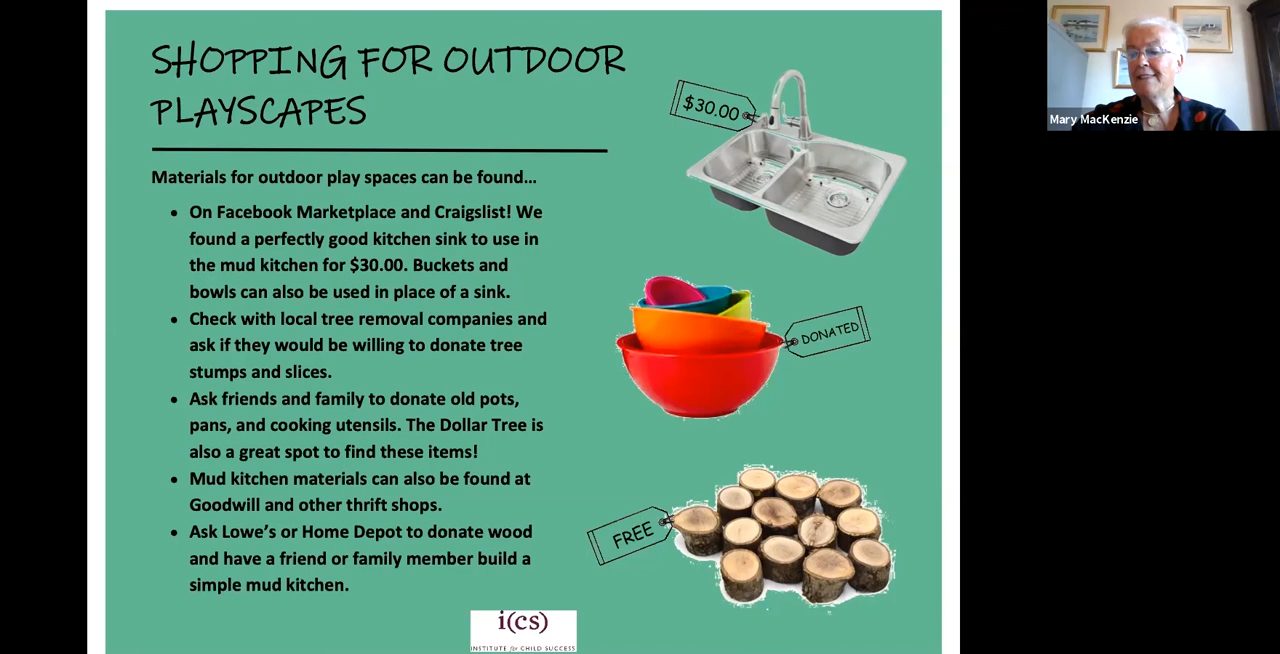 SHOPPING FOR OUTDOOR
PLAYSCAPES
Materials for outdoor play spaces can be found...
• On Facebook Marketplace and Craigslist! We
found a perfectly good kitchen sink to use in
the mud kitchen for $30.00. Buckets and
bowls can also be used in place of a sink.
• Check with local tree removal companies and
ask if they would be willing to donate tree
stumps and slices.
• Ask friends and family to donate old pots,
pans, and cooking utensils. The Dollar Tree is
also a great spot to find these items!
• Mud kitchen materials can also be found at
Goodwill and other thrift shops.
• Ask Lowe’s or Home Depot to donate wood
and have a friend or family member build a
simple mud kitchen.
$30.00
DONATED
FREE
i(cs)
INSTITUTE for CHILD SUCCESS
Mary MacKenzie